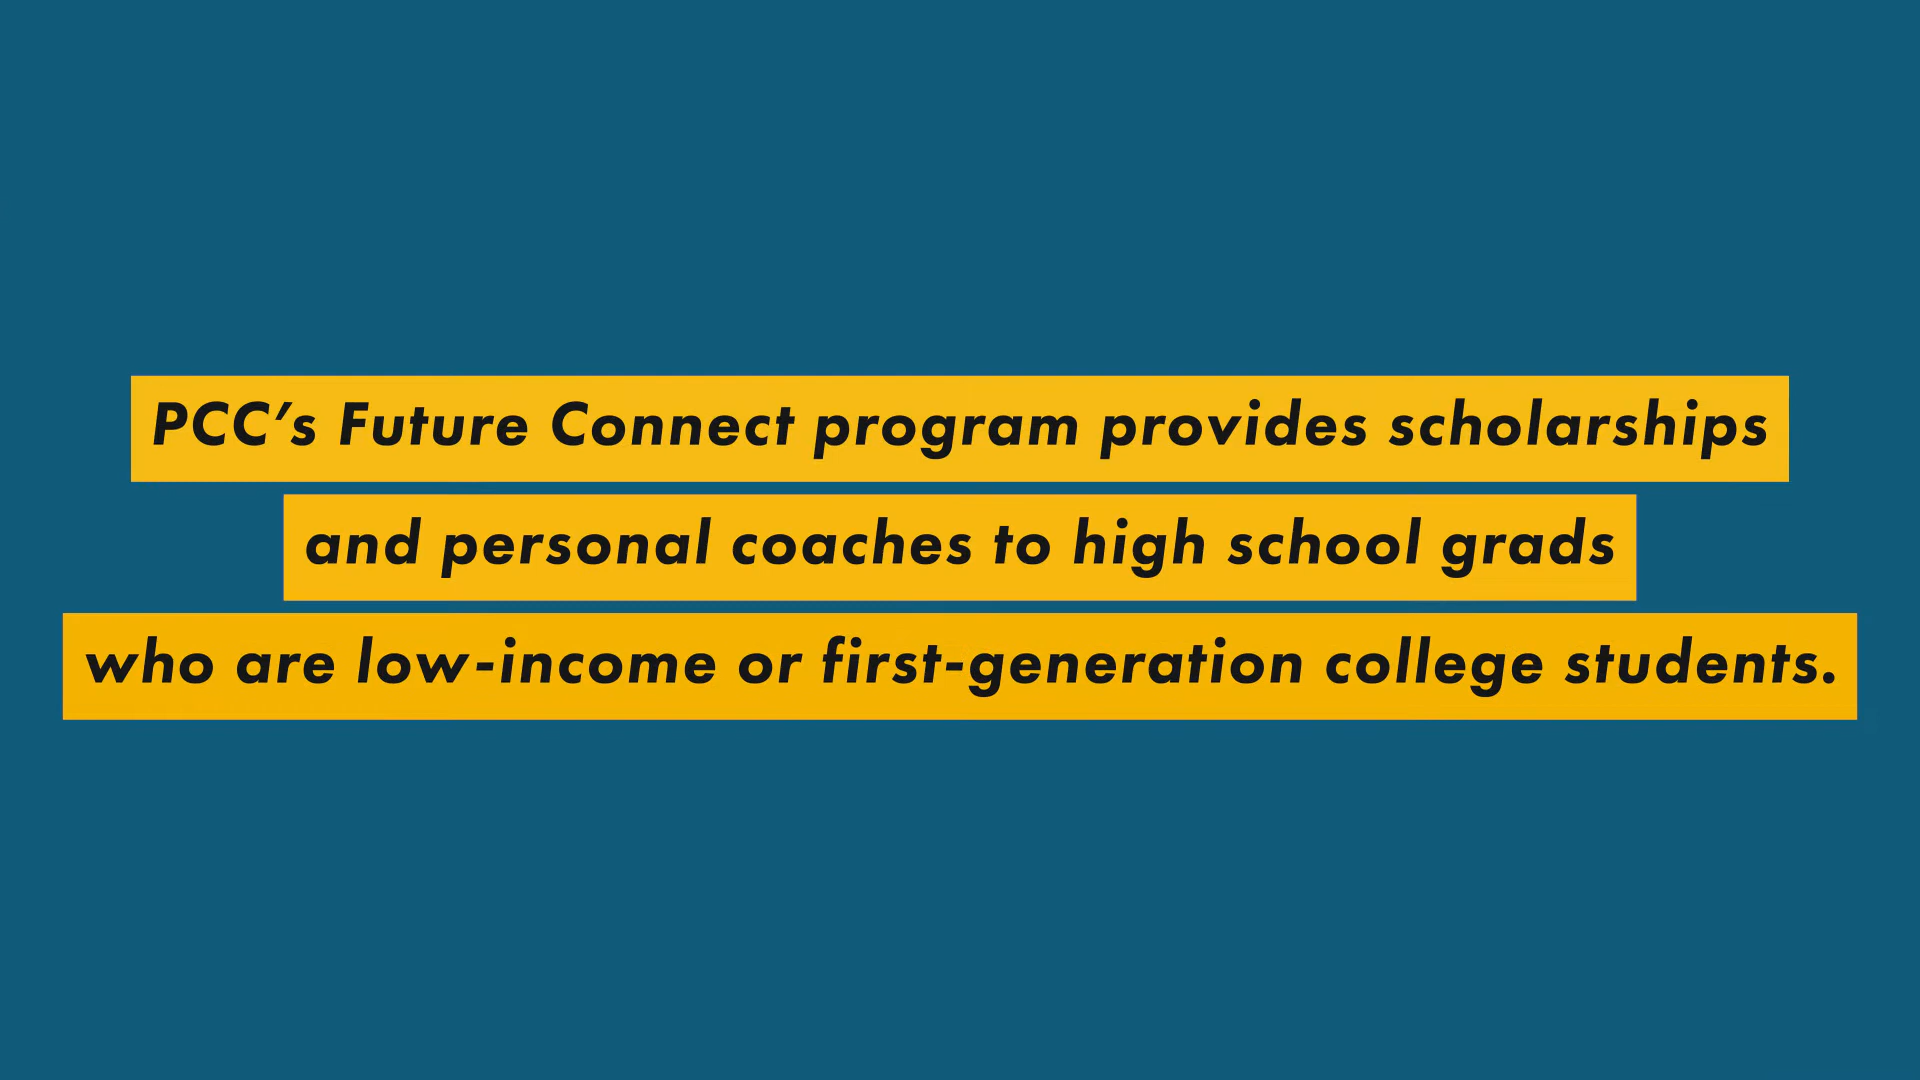 PCC’s Future Connect program provides scholarships
and personal coaches to high school grads
who are low-income or first-generation college students.